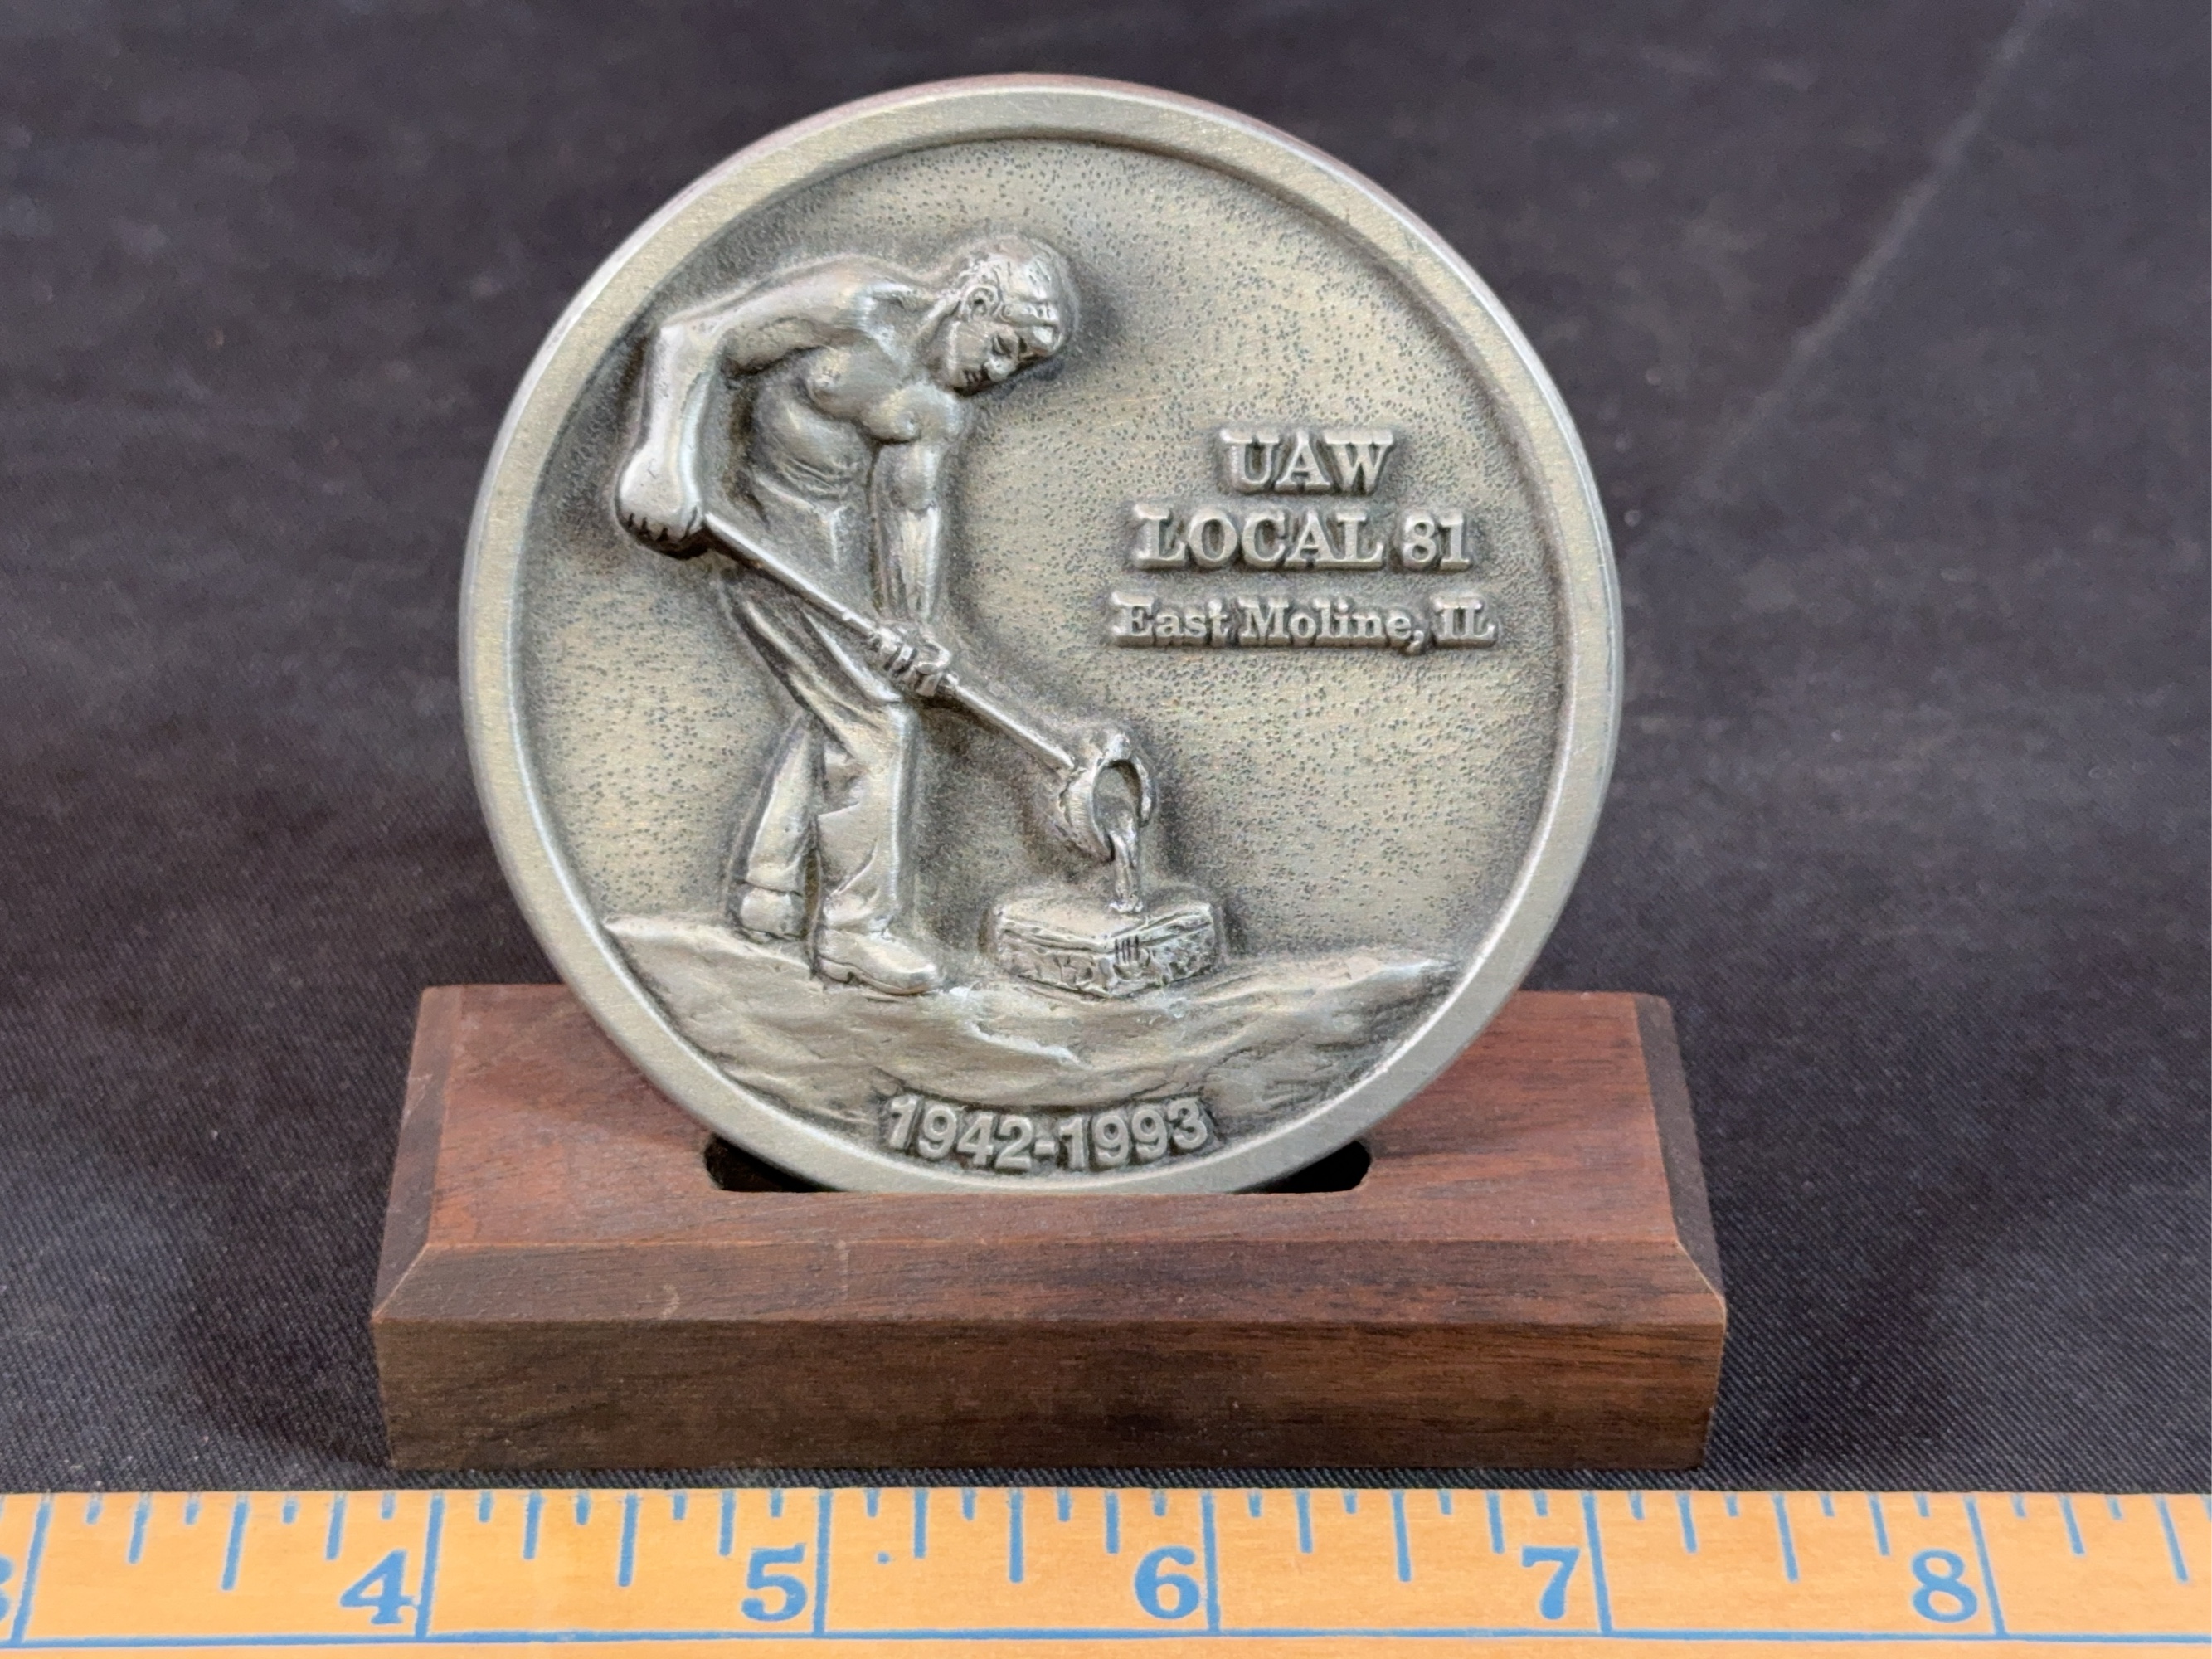 UAW
LOCAL 81
East Moline, IL
1942-1993
3 4 5 6 7 8